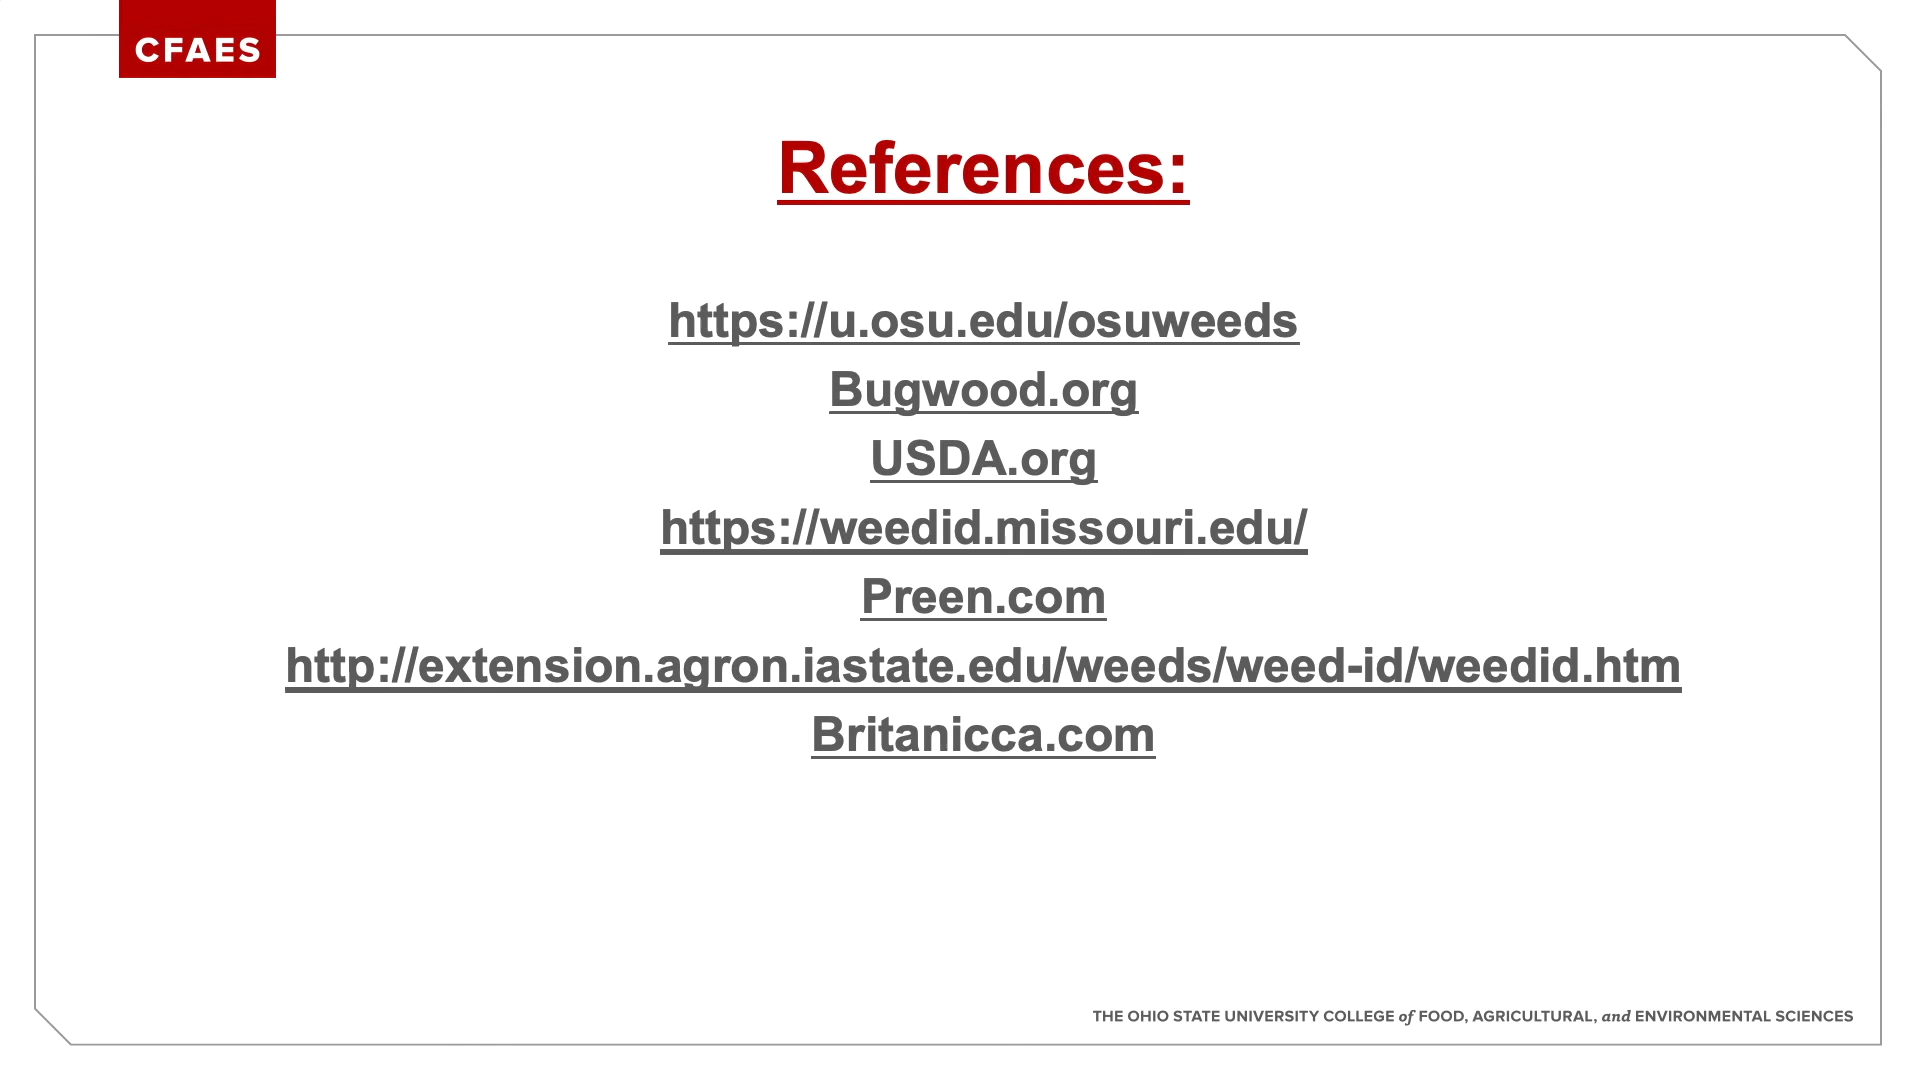 CFAES
References:
https://u.osu.edu/osuweeds
Bugwood.org
USDA.org
https://weedid.missouri.edu/
Preen.com
http://extension.agron.iastate.edu/weeds/weed-id/weedid.htm
Britanicca.com
THE OHIO STATE UNIVERSITY COLLEGE of FOOD, AGRICULTURAL, and ENVIRONMENTAL SCIENCES